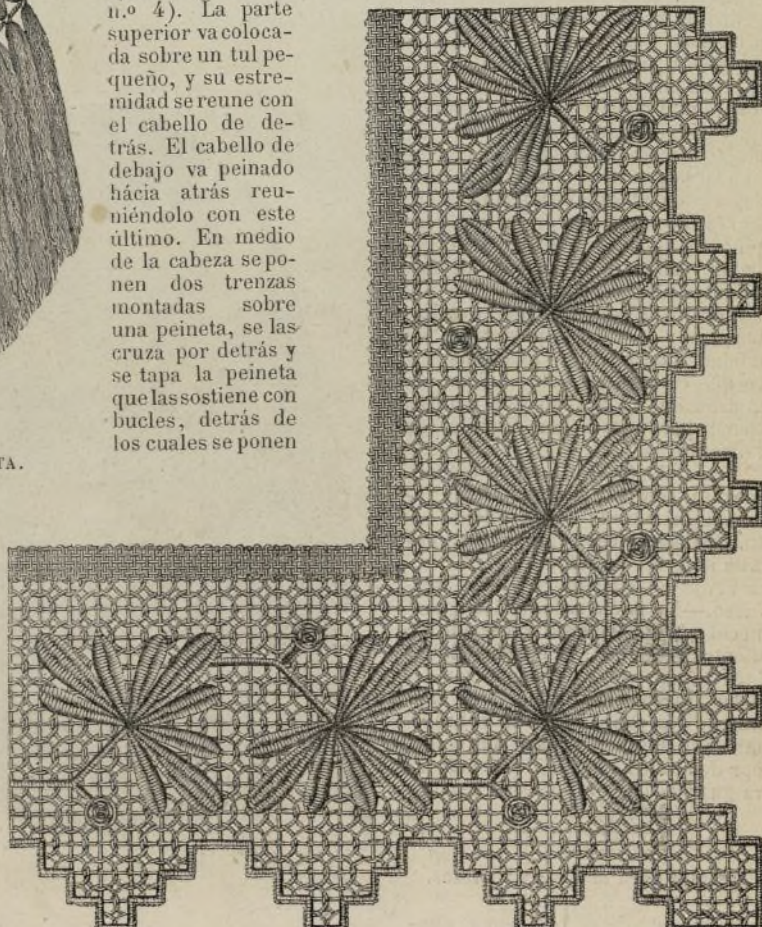 n.º 4). La parte
superior va coloca-
da sobre un tul pe-
queño, y su estre-
midad se reune con
el cabello de de-
trás. El cabello de
debajo va peinado
hácia atrás reu-
niéndolo con este
último. En medio
de la cabeza se po-
nen dos trenzas
montadas sobre
una peineta, se las
cruza por detrás y
se tapa la peineta
que las sostiene con
bucles, detrás de
los cuales se ponen
TA.